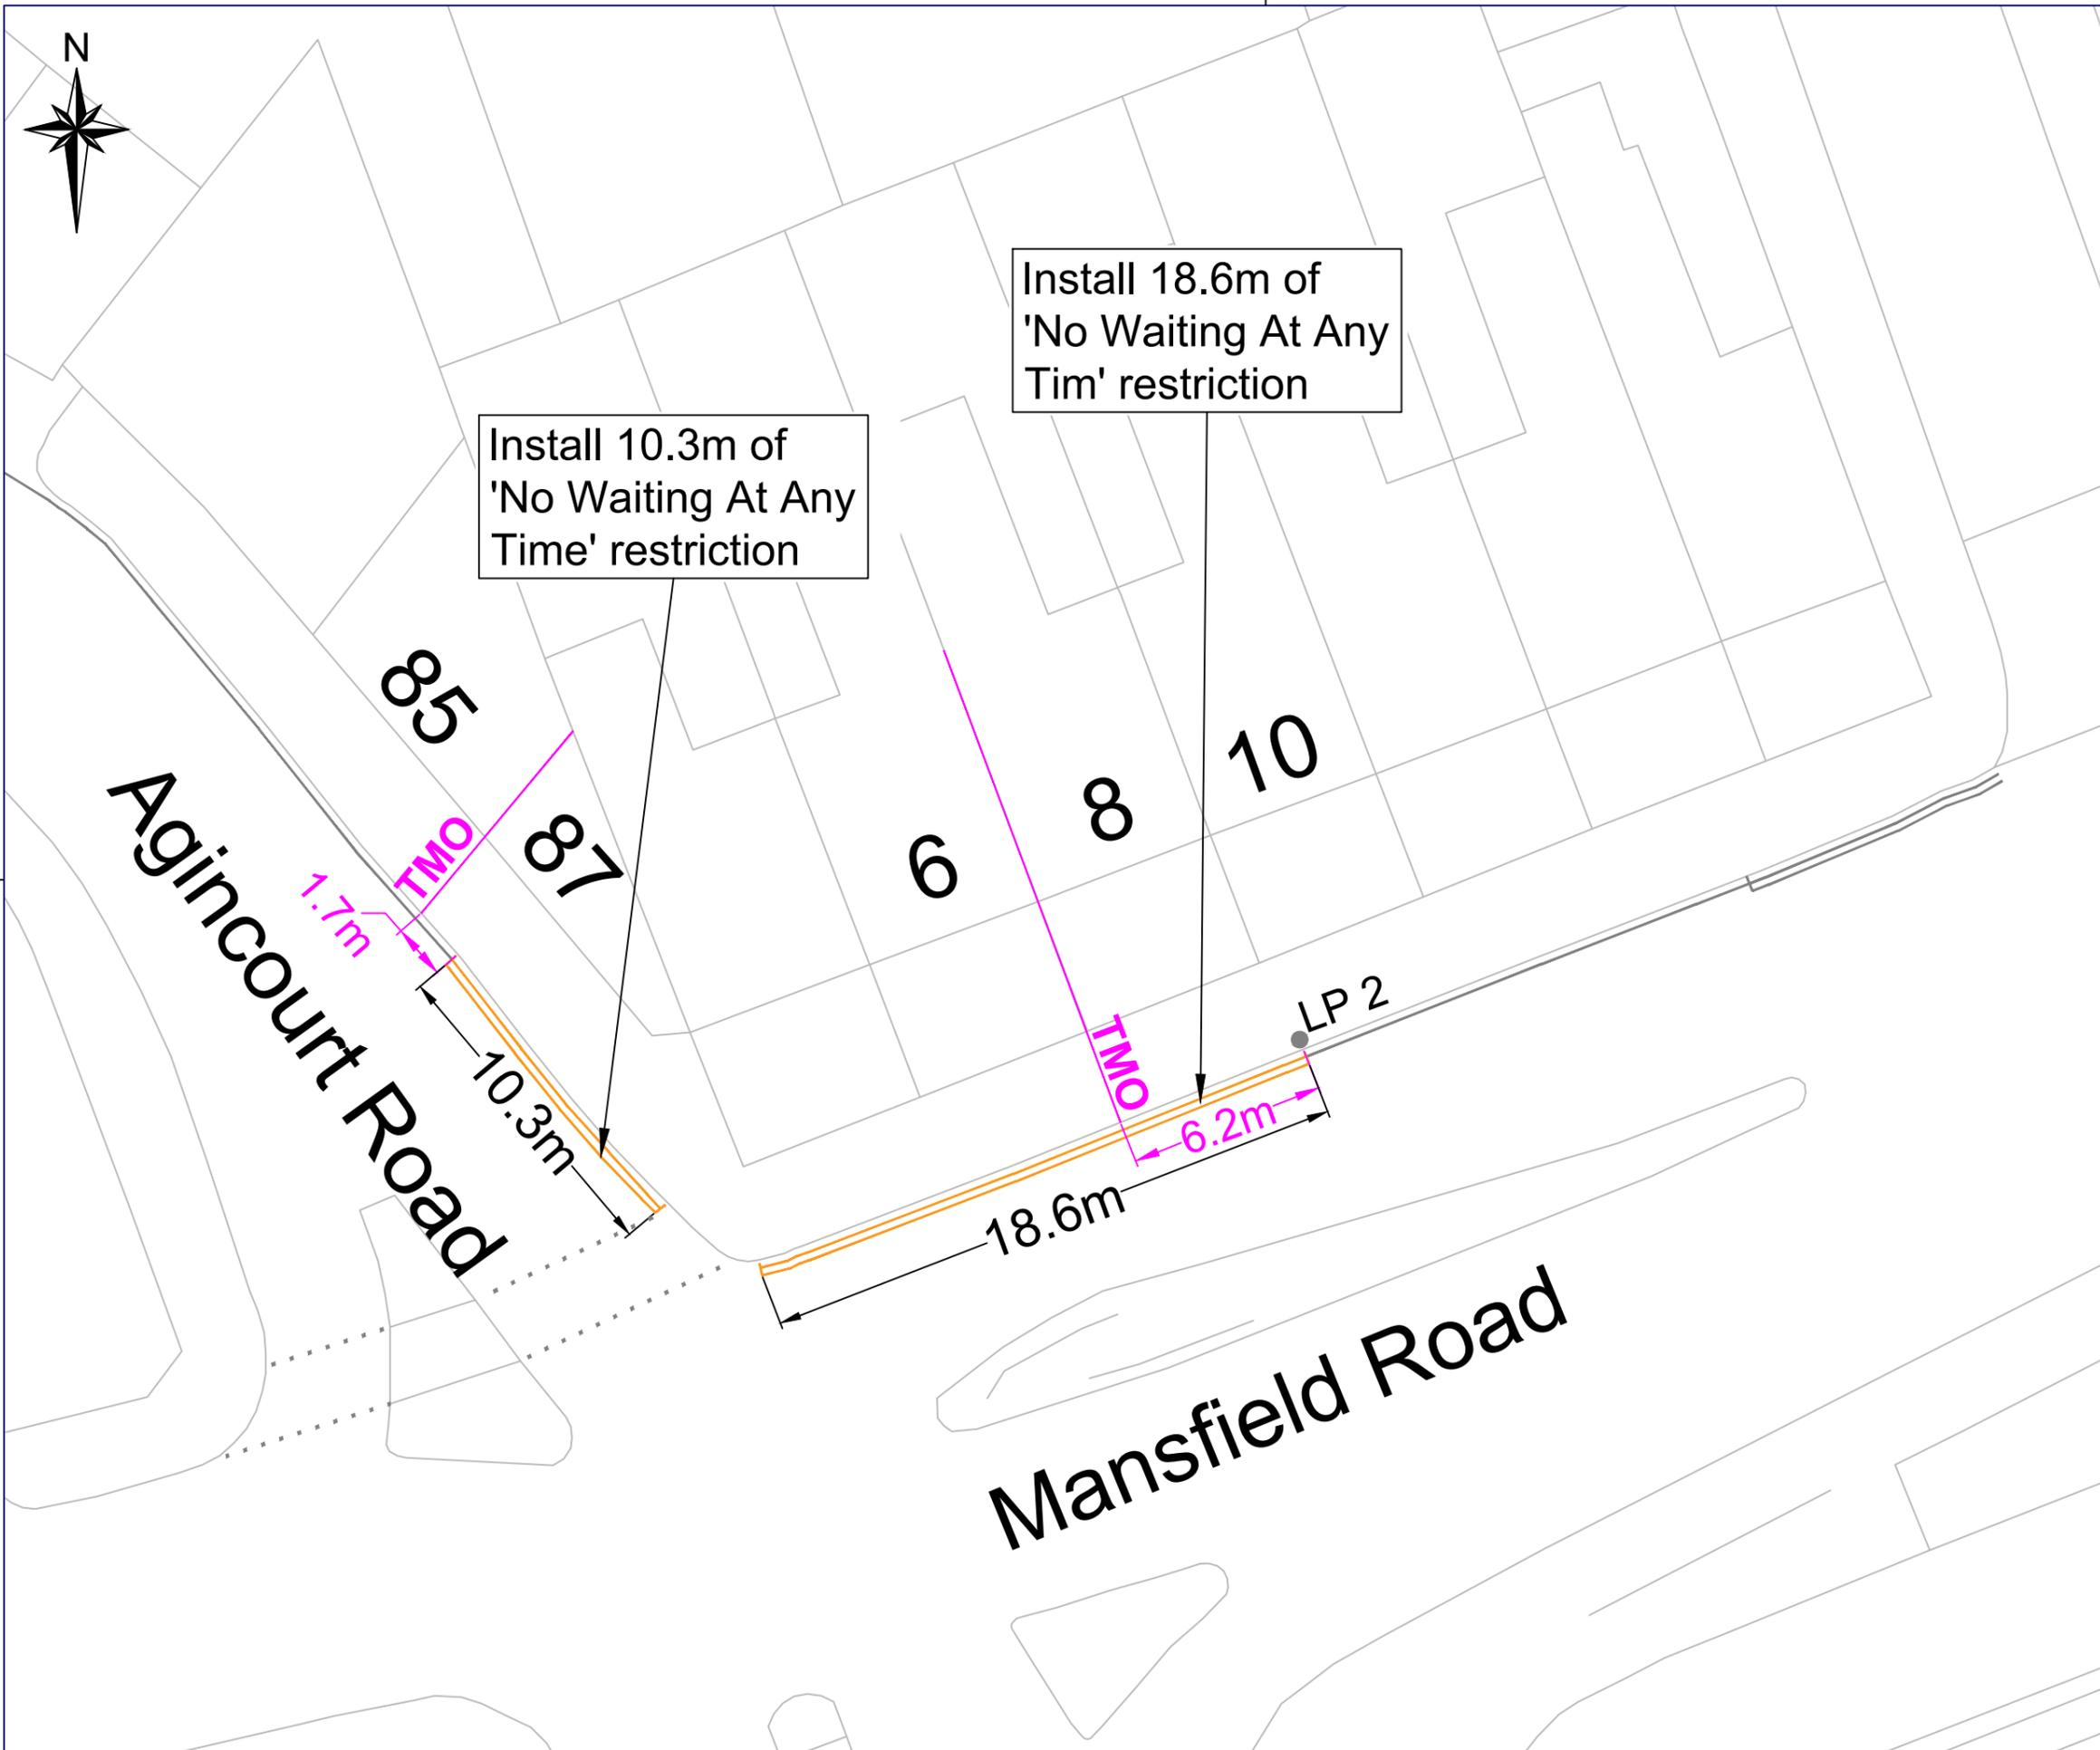 N
Install 18.6m of
'No Waiting At Any
Tim' restriction
Install 10.3m of
'No Waiting At Any
Time' restriction
85
87
6
8
10
TMO
1.7m
Agincourt Road
10.3m
TMO
LP 2
6.2m
18.6m
Mansfield Road